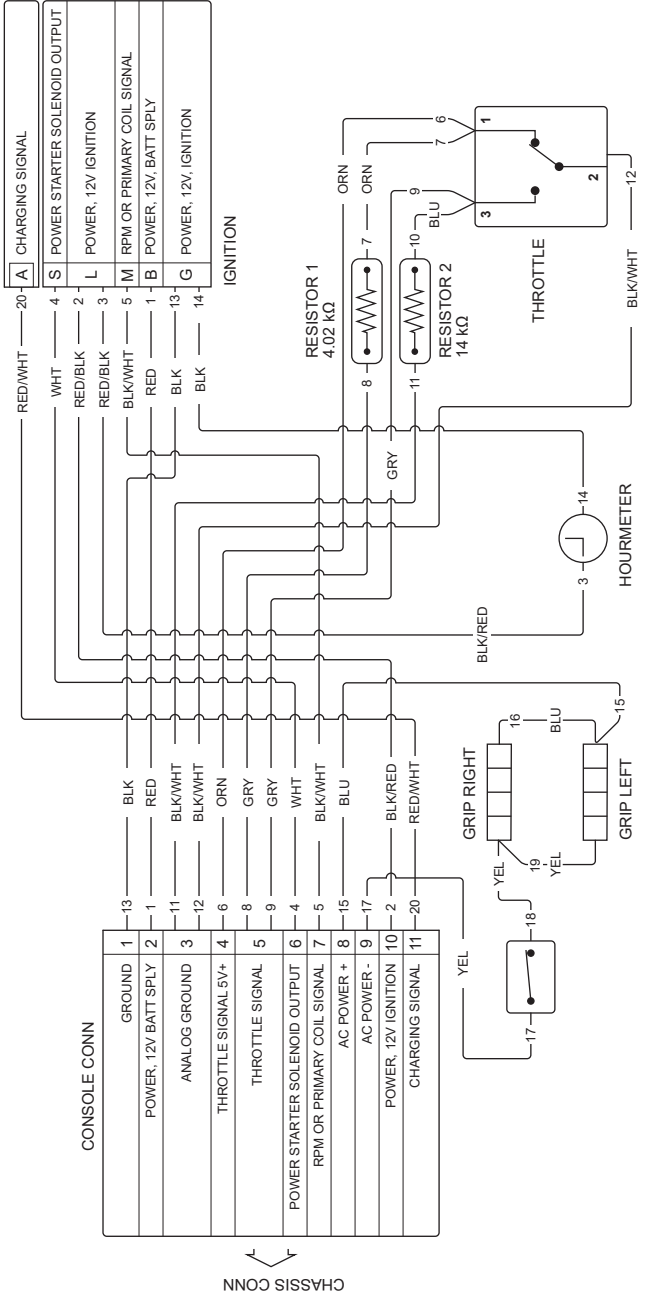 CONSOLE CONN
GROUND 1 13 BLK
POWER, 12V BATT SPLY 2 1 RED
ANALOG GROUND 3
11 BLK/WHT
12 BLK/WHT
THROTTLE SIGNAL 5V+ 4 6 ORN
THROTTLE SIGNAL 5
8 GRY
9 GRY
POWER STARTER SOLENOID OUTPUT 6 4 WHT
RPM OR PRIMARY COIL SIGNAL 7 5 BLK/WHT
AC POWER + 8 15 BLU
AC POWER - 9 17
POWER, 12V IGNITION 10 2 BLK/RED
CHARGING SIGNAL 11 20 RED/WHT
CHASSIS CONN
RED/WHT 20 A CHARGING SIGNAL
WHT 4 S POWER STARTER SOLENOID OUTPUT
RED/BLK 2
L POWER, 12V IGNITION
RED/BLK 3
BLK/WHT 5 M RPM OR PRIMARY COIL SIGNAL
RED 1 B POWER, 12V, BATT SPLY
BLK 13
G POWER, 12V, IGNITION
BLK 14
IGNITION
YEL
17
18
YEL
19
YEL
GRIP RIGHT
16
BLU
GRIP LEFT
15
BLK/RED
3
14
HOURMETER
RESISTOR 1
4.02 kΩ
8
7
ORN
ORN
7
6
GRY
9
11
10
BLU
RESISTOR 2
14 kΩ
1
3
2
THROTTLE
12
BLK/WHT